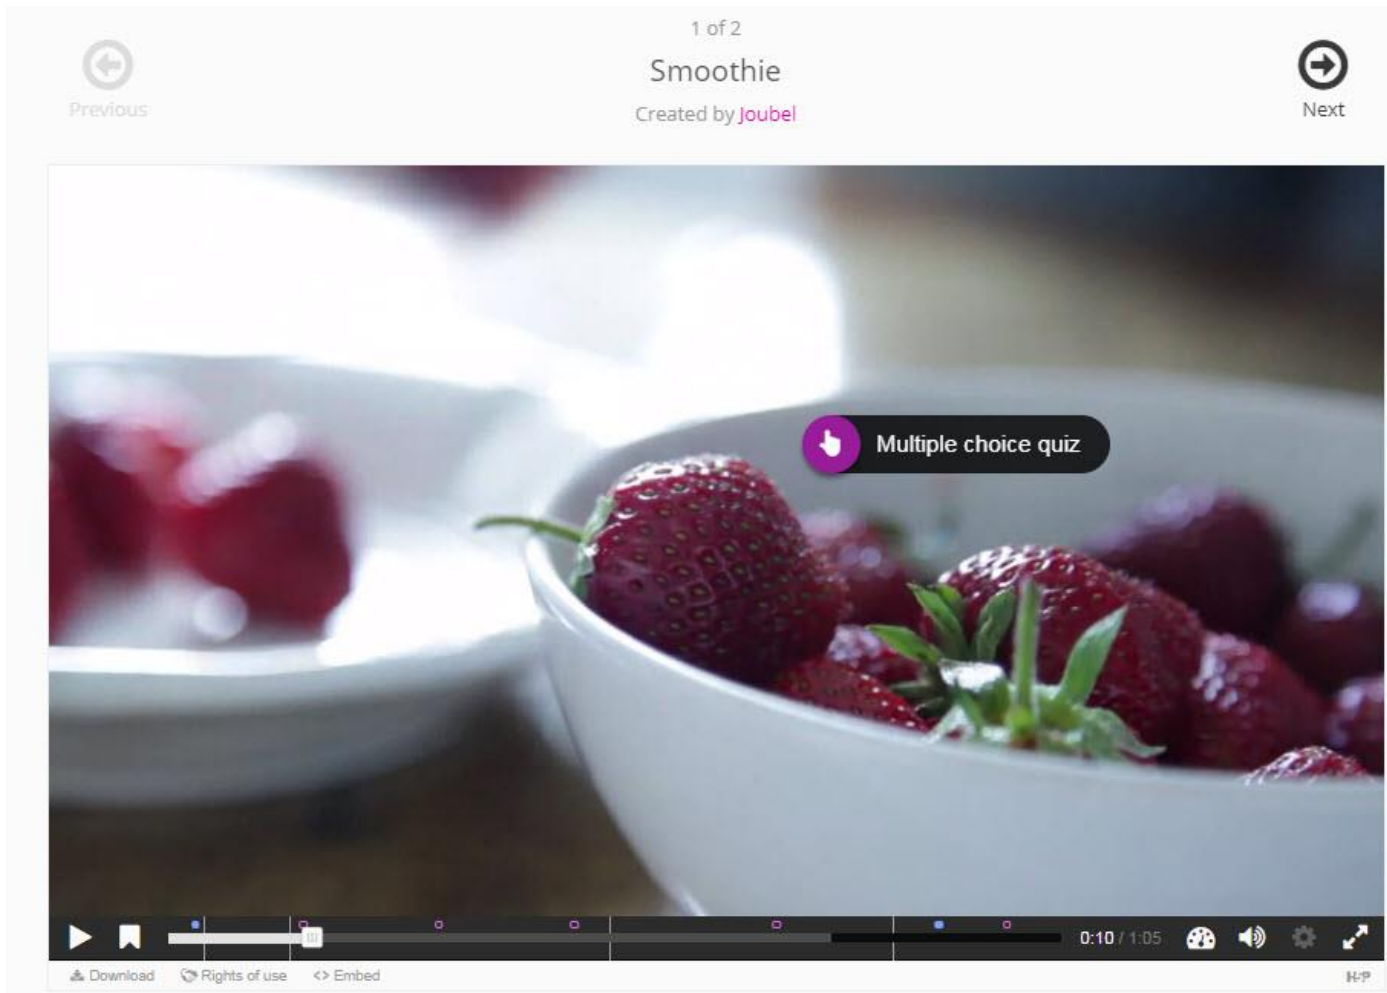 1 of 2
Smoothie
Previous
Created by Joubel
Next
Multiple choice quiz
0:10 / 1:05
Download Rights of use <> Embed
H-P